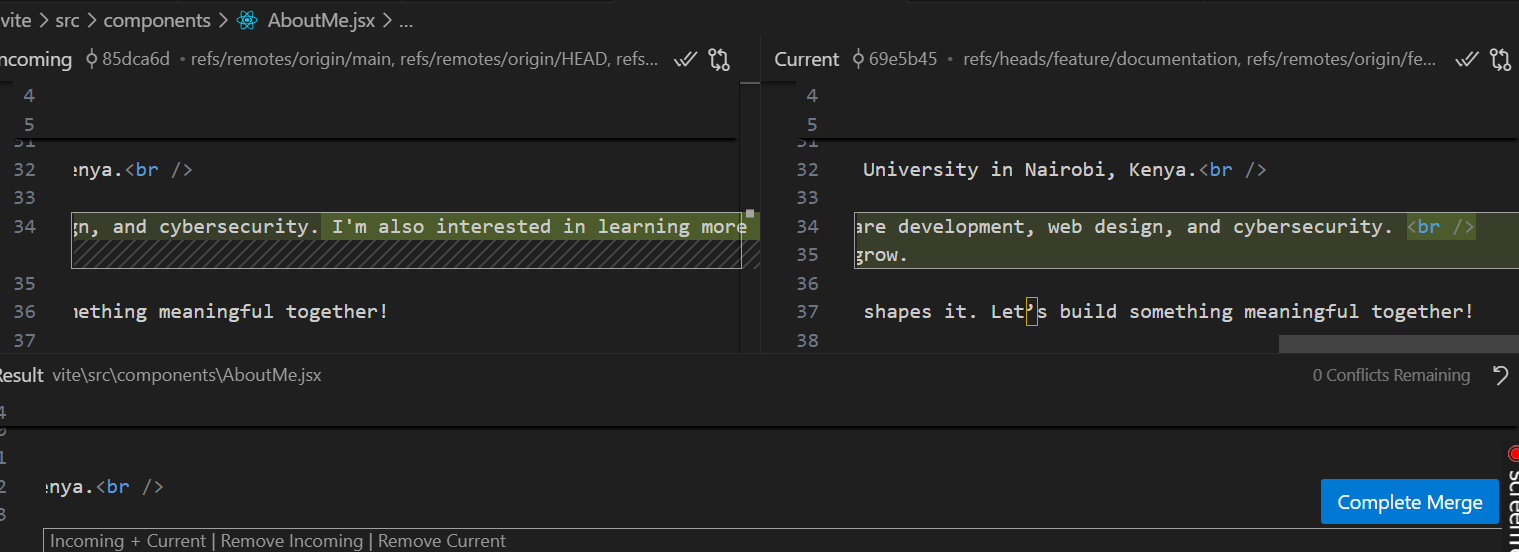 vite > src > components > AboutMe.jsx > ...
ncoming 85dca6d • refs/remotes/origin/main, refs/remotes/origin/HEAD, refs...
4
5
31
32 enya.<br />
33
34 gn, and cybersecurity. I'm also interested in learning more
35
36 nething meaningful together!
37
Current 69e5b45 • refs/heads/feature/documentation, refs/remotes/origin/fe...
4
5
31
32 University in Nairobi, Kenya.<br />
33
34 are development, web design, and cybersecurity. <br />
35 grow.
36
37 shapes it. Let’s build something meaningful together!
38
Result vite\src\components\AboutMe.jsx 0 Conflicts Remaining
4
1
2 enya.<br />
3
Complete Merge
Incoming + Current | Remove Incoming | Remove Current